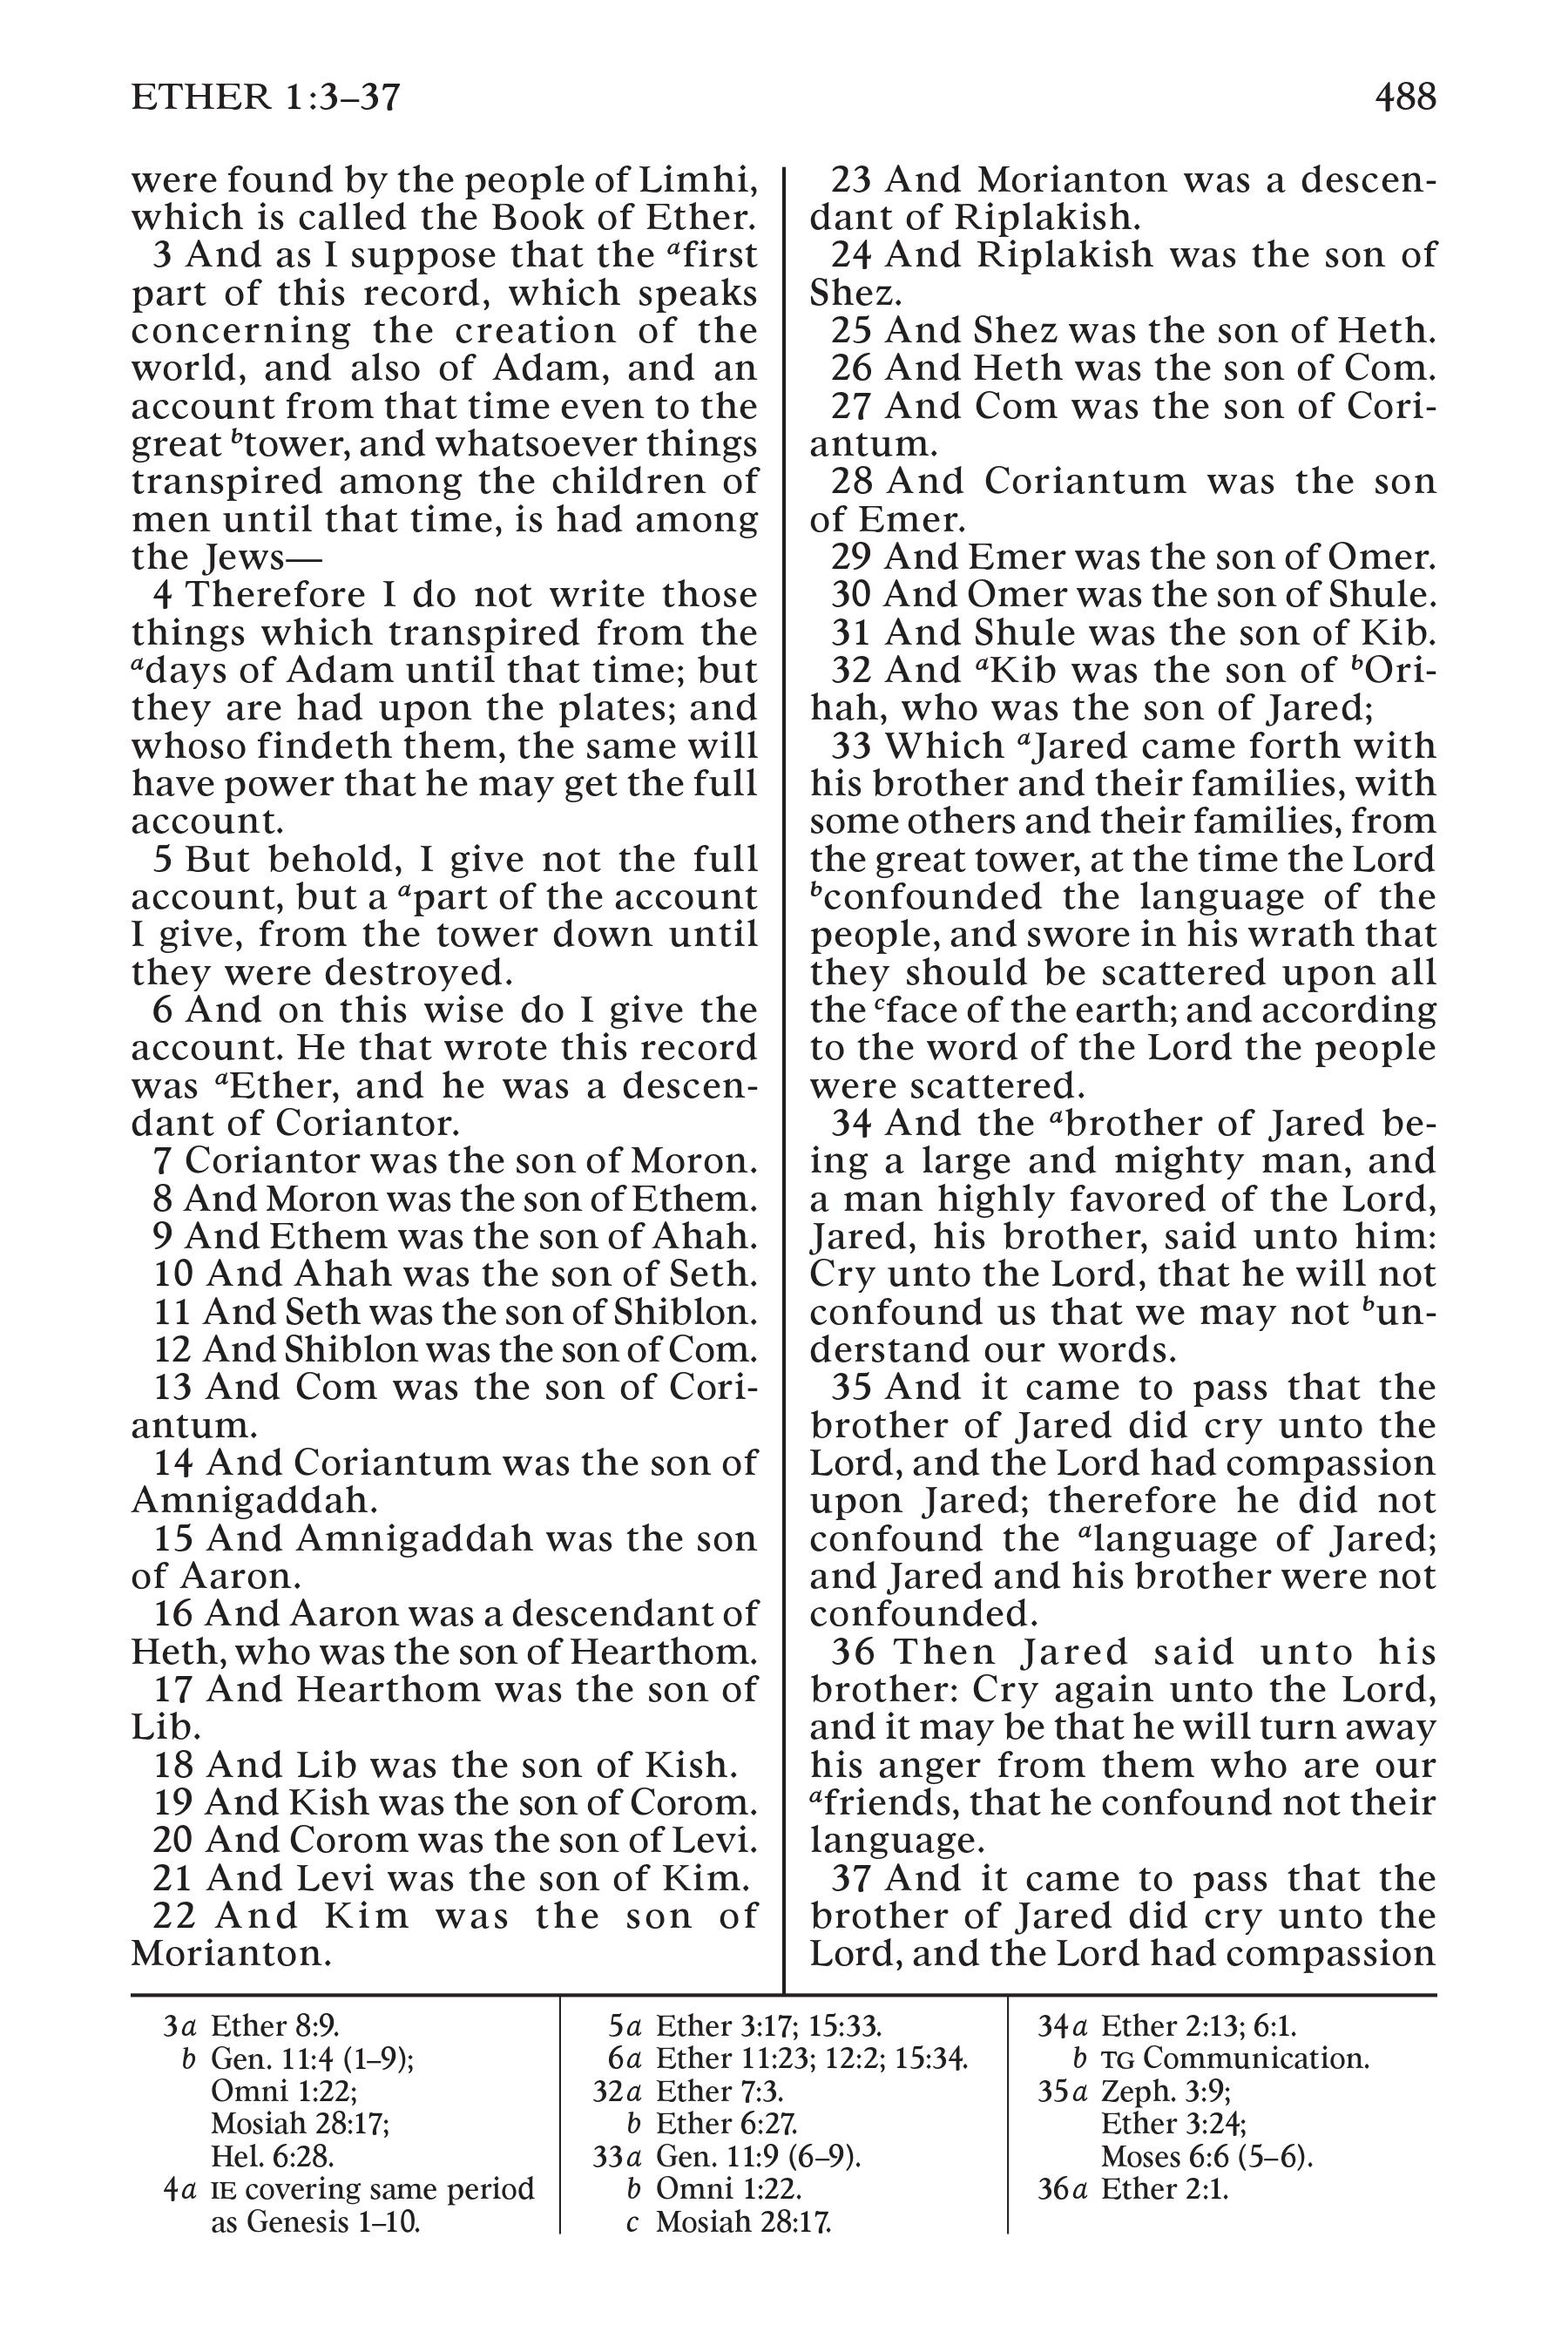 ETHER 1:3–37
488
were found by the people of Limhi,
which is called the Book of Ether.
3 And as I suppose that the afirst
part of this record, which speaks
concerning the creation of the
world, and also of Adam, and an
account from that time even to the
great btower, and whatsoever things
transpired among the children of
men until that time, is had among
the Jews—
4 Therefore I do not write those
things which transpired from the
adays of Adam until that time; but
they are had upon the plates; and
whoso findeth them, the same will
have power that he may get the full
account.
5 But behold, I give not the full
account, but a apart of the account
I give, from the tower down until
they were destroyed.
6 And on this wise do I give the
account. He that wrote this record
was aEther, and he was a descen-
dant of Coriantor.
7 Coriantor was the son of Moron.
8 And Moron was the son of Ethem.
9 And Ethem was the son of Ahah.
10 And Ahah was the son of Seth.
11 And Seth was the son of Shiblon.
12 And Shiblon was the son of Com.
13 And Com was the son of Cori-
antum.
14 And Coriantum was the son of
Amnigaddah.
15 And Amnigaddah was the son
of Aaron.
16 And Aaron was a descendant of
Heth, who was the son of Hearthom.
17 And Hearthom was the son of
Lib.
18 And Lib was the son of Kish.
19 And Kish was the son of Corom.
20 And Corom was the son of Levi.
21 And Levi was the son of Kim.
22 And Kim was the son of
Morianton.
23 And Morianton was a descen-
dant of Riplakish.
24 And Riplakish was the son of
Shez.
25 And Shez was the son of Heth.
26 And Heth was the son of Com.
27 And Com was the son of Cori-
antum.
28 And Coriantum was the son
of Emer.
29 And Emer was the son of Omer.
30 And Omer was the son of Shule.
31 And Shule was the son of Kib.
32 And aKib was the son of bOri-
hah, who was the son of Jared;
33 Which aJared came forth with
his brother and their families, with
some others and their families, from
the great tower, at the time the Lord
bconfounded the language of the
people, and swore in his wrath that
they should be scattered upon all
the cface of the earth; and according
to the word of the Lord the people
were scattered.
34 And the abrother of Jared be-
ing a large and mighty man, and
a man highly favored of the Lord,
Jared, his brother, said unto him:
Cry unto the Lord, that he will not
confound us that we may not bun-
derstand our words.
35 And it came to pass that the
brother of Jared did cry unto the
Lord, and the Lord had compassion
upon Jared; therefore he did not
confound the alanguage of Jared;
and Jared and his brother were not
confounded.
36 Then Jared said unto his
brother: Cry again unto the Lord,
and it may be that he will turn away
his anger from them who are our
afriends, that he confound not their
language.
37 And it came to pass that the
brother of Jared did cry unto the
Lord, and the Lord had compassion
3a Ether 8:9.
b Gen. 11:4 (1–9);
Omni 1:22;
Mosiah 28:17;
Hel. 6:28.
4a IE covering same period
as Genesis 1–10.
5a Ether 3:17; 15:33.
6a Ether 11:23; 12:2; 15:34.
32a Ether 7:3.
b Ether 6:27.
33a Gen. 11:9 (6–9).
b Omni 1:22.
c Mosiah 28:17.
34a Ether 2:13; 6:1.
b TG Communication.
35a Zeph. 3:9;
Ether 3:24;
Moses 6:6 (5–6).
36a Ether 2:1.